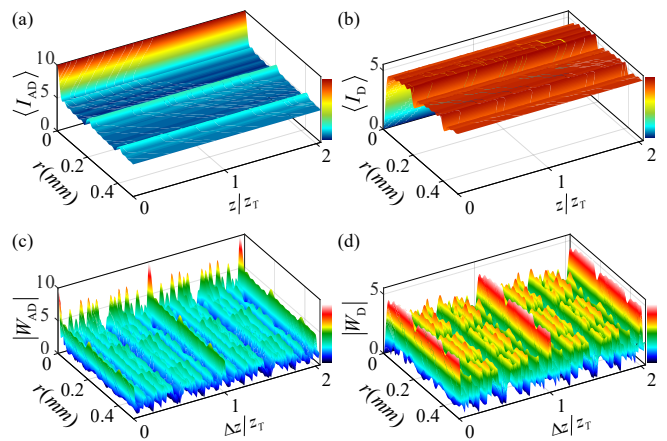 (a)
10
5
0
⟨I_AD⟩
0
0.2
0.4
r(mm)
0
1
2
z|z_T
(b)
5
0
⟨I_D⟩
0
0.2
0.4
r(mm)
0
1
2
z|z_T
(c)
10
5
0
|W_AD|
0
0.2
0.4
r(mm)
0
1
2
Δz|z_T
(d)
5
0
|W_D|
0
0.2
0.4
r(mm)
0
1
2
Δz|z_T